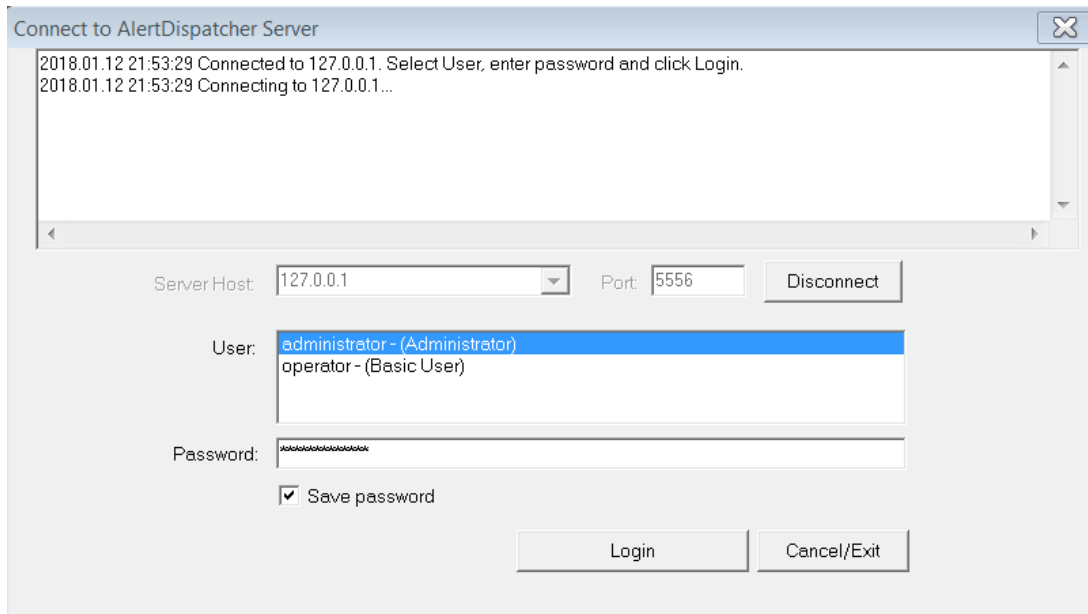 Connect to AlertDispatcher Server
2018.01.12 21:53:29 Connected to 127.0.0.1. Select User, enter password and click Login.
2018.01.12 21:53:29 Connecting to 127.0.0.1...
Server Host: 127.0.0.1 Port: 5556 Disconnect
User: administrator - (Administrator)
operator - (Basic User)
Password:
Save password
Login Cancel/Exit